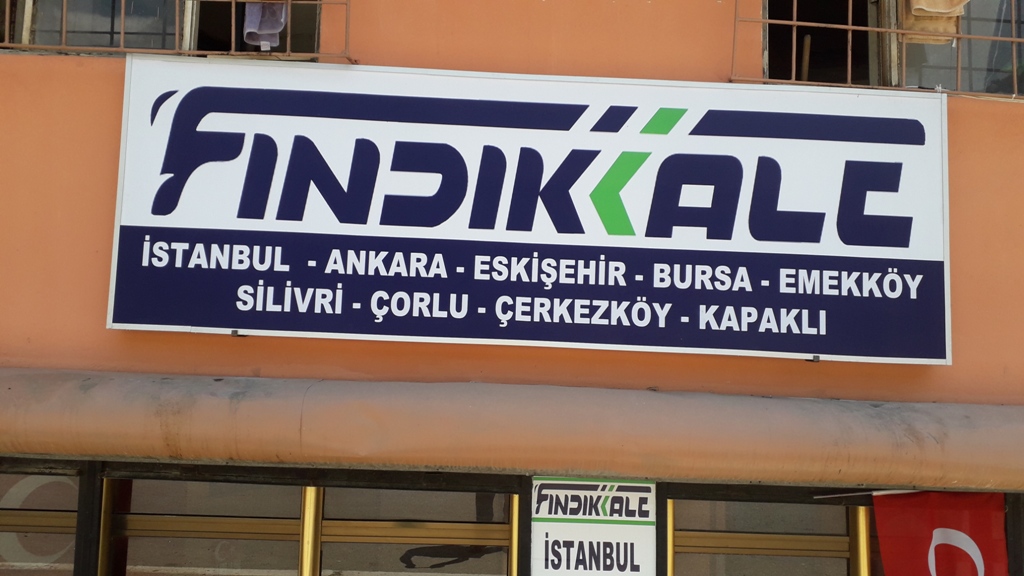 FINDIKKALE
İSTANBUL - ANKARA - ESKİŞEHİR - BURSA - EMEKKÖY
SİLİVRİ - ÇORLU - ÇERKEZKÖY - KAPAKLI
FINDIKKALE
İSTANBUL